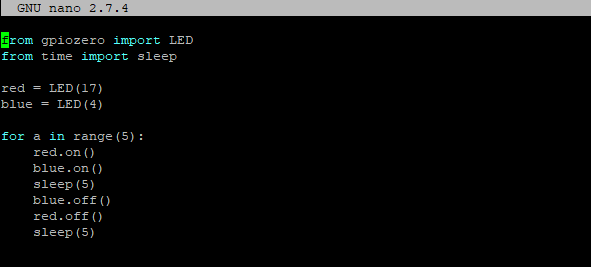 GNU nano 2.7.4
from gpiozero import LED
from time import sleep
red = LED(17)
blue = LED(4)
for a in range(5):
    red.on()
    blue.on()
    sleep(5)
    blue.off()
    red.off()
    sleep(5)